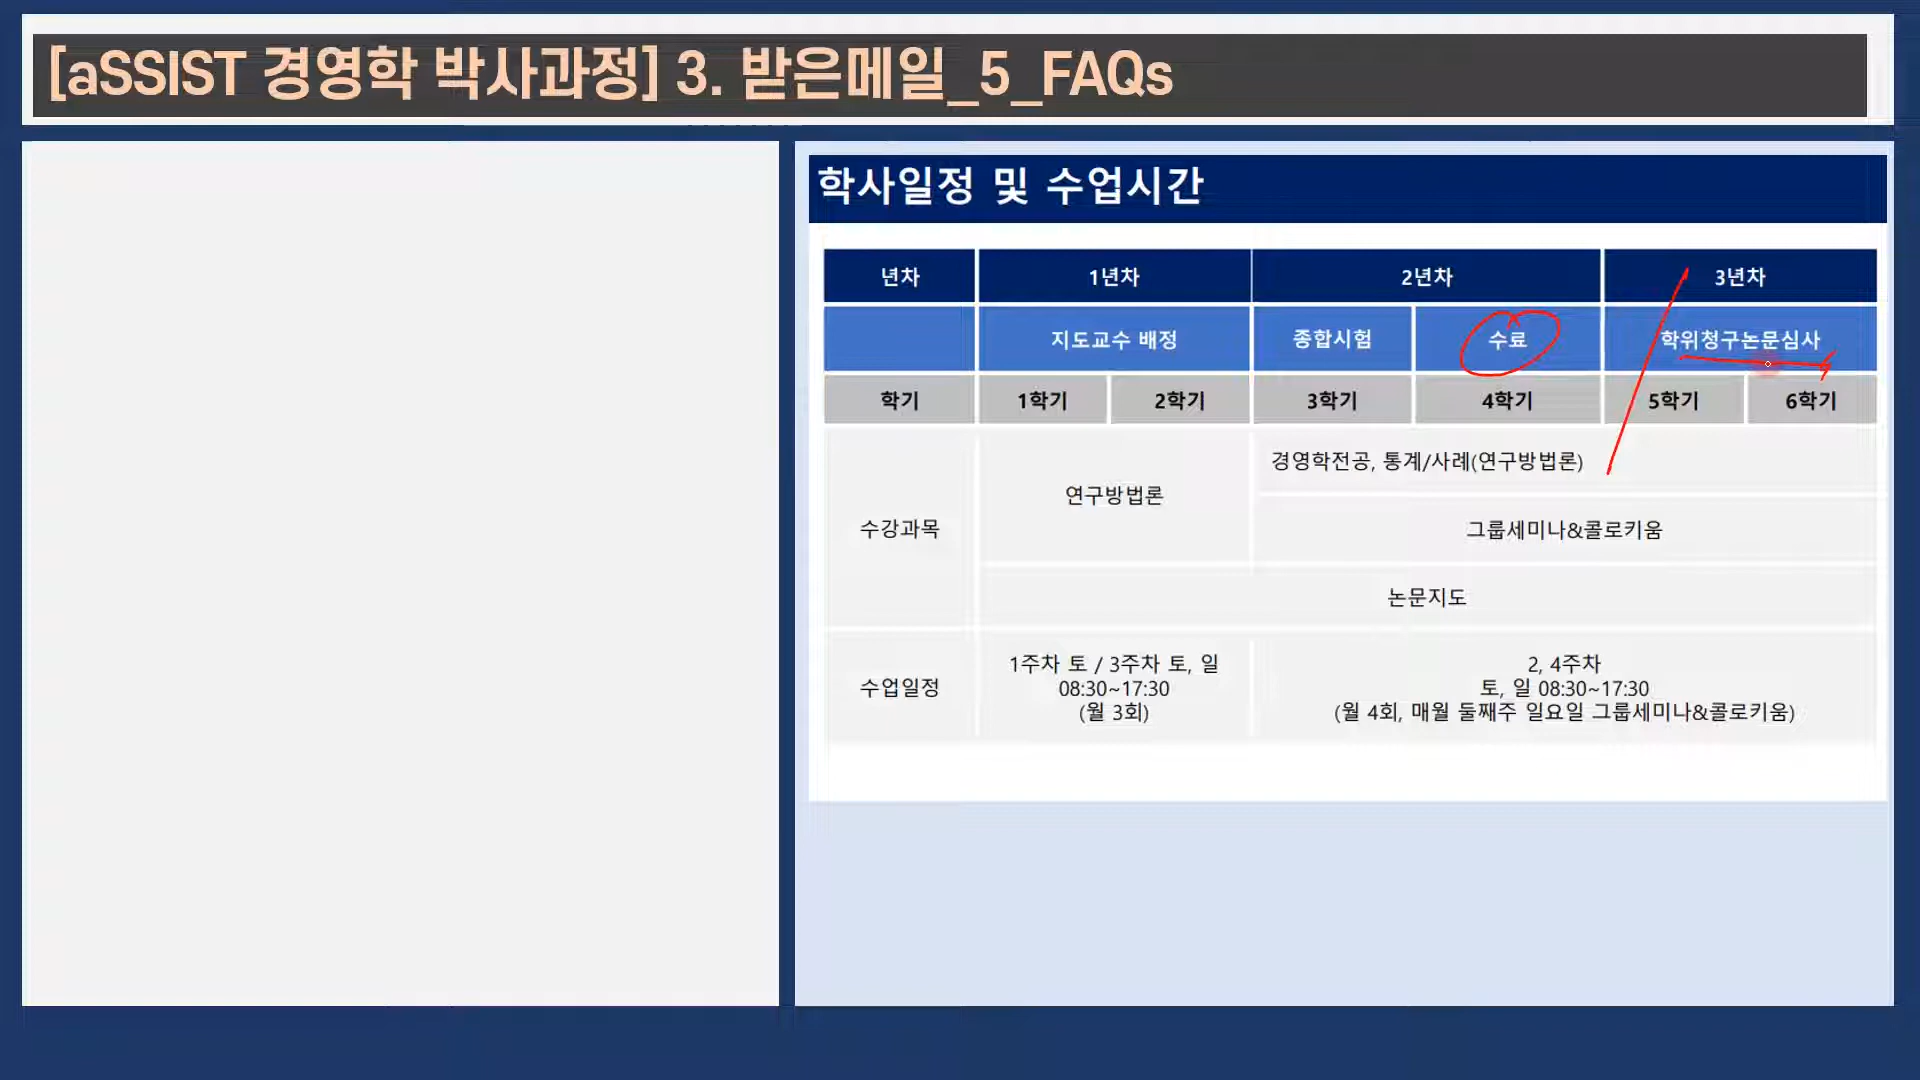 [aSSIST 경영학 박사과정] 3. 받은메일_5_FAQs
학사일정 및 수업시간
년차 1년차 2년차 3년차
지도교수 배정 종합시험 수료 학위청구논문심사
학기 1학기 2학기 3학기 4학기 5학기 6학기
수강과목
연구방법론
경영학전공, 통계/사례(연구방법론)
그룹세미나&콜로키움
논문지도
수업일정
1주차 토 / 3주차 토, 일
08:30~17:30
(월 3회)
2, 4주차
토, 일 08:30~17:30
(월 4회, 매월 둘째주 일요일 그룹세미나&콜로키움)